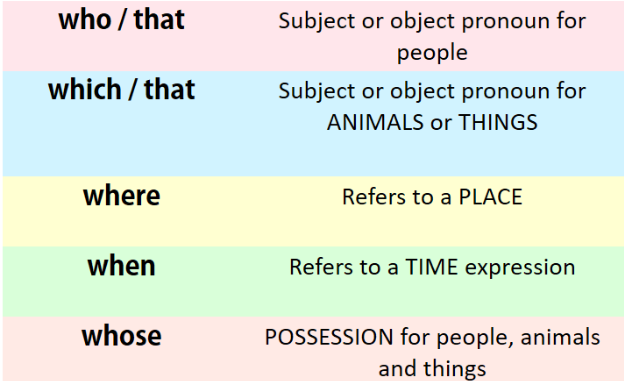 who / that
Subject or object pronoun for
people
which / that
Subject or object pronoun for
ANIMALS or THINGS
where
Refers to a PLACE
when
Refers to a TIME expression
whose
POSSESSION for people, animals
and things